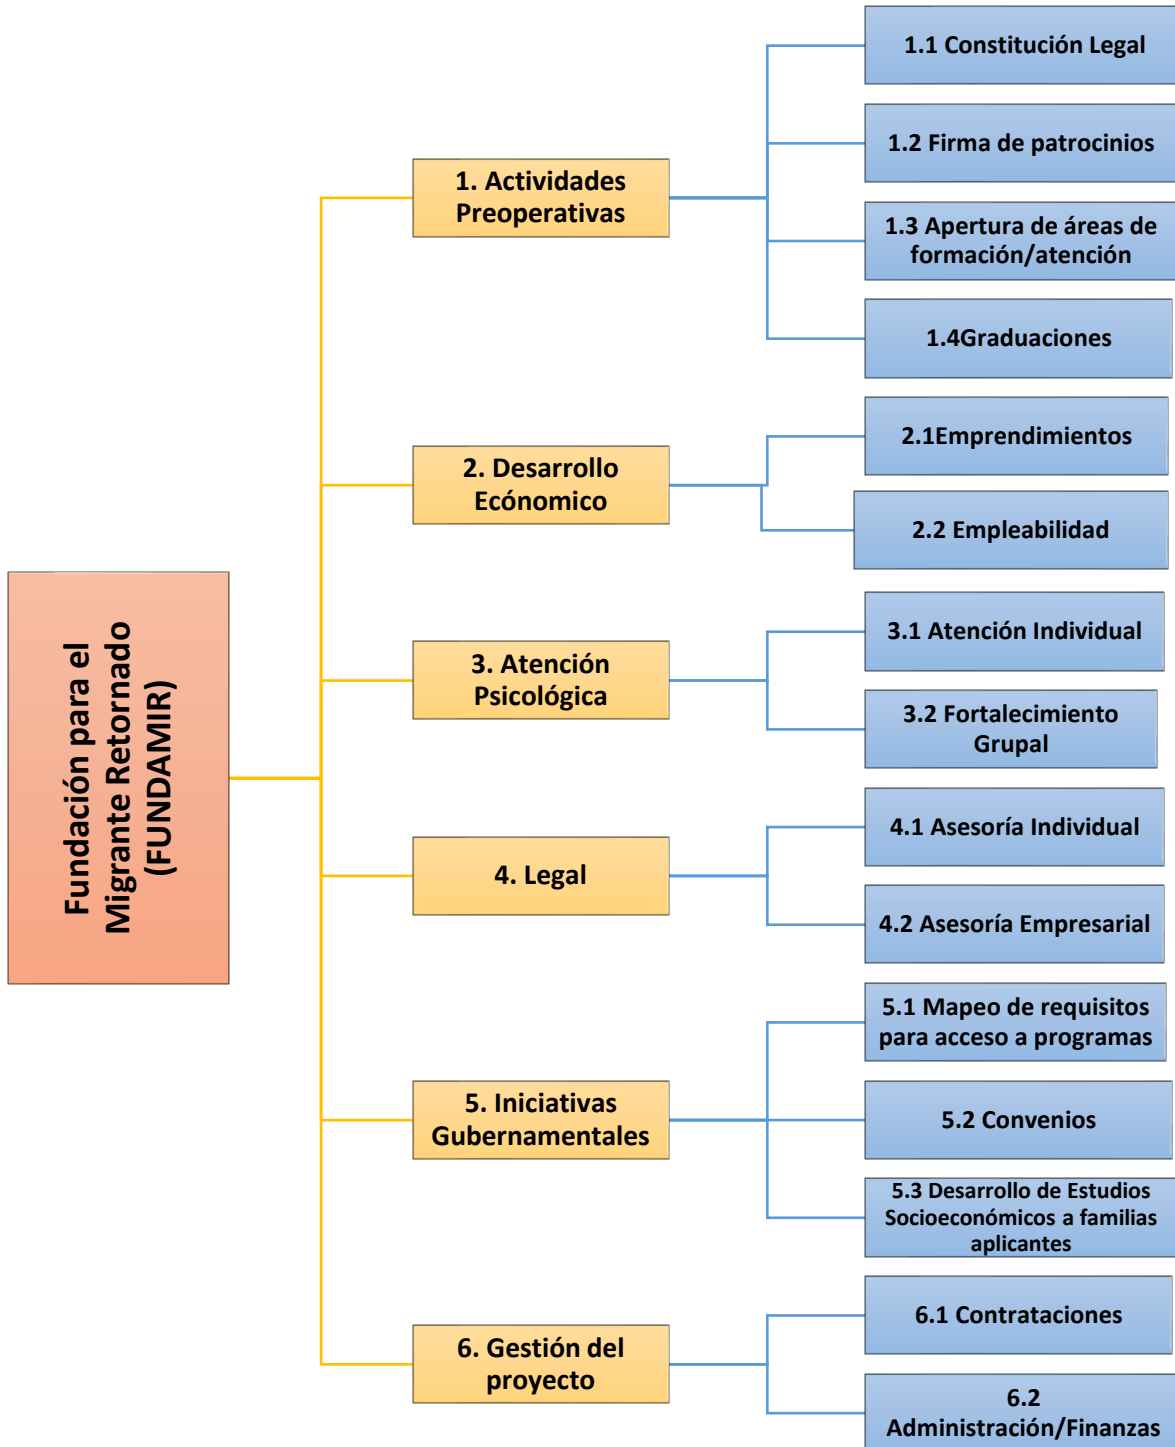 Fundación para el
Migrante Retornado
(FUNDAMIR)
1. Actividades
Preoperativas
1.1 Constitución Legal
1.2 Firma de patrocinios
1.3 Apertura de áreas de
formación/atención
1.4Graduaciones
2. Desarrollo
Ecónomico
2.1Emprendimientos
2.2 Empleabilidad
3. Atención
Psicológica
3.1 Atención Individual
3.2 Fortalecimiento
Grupal
4. Legal
4.1 Asesoría Individual
4.2 Asesoría Empresarial
5. Iniciativas
Gubernamentales
5.1 Mapeo de requisitos
para acceso a programas
5.2 Convenios
5.3 Desarrollo de Estudios
Socioeconómicos a familias
aplicantes
6. Gestión del
proyecto
6.1 Contrataciones
6.2
Administración/Finanzas